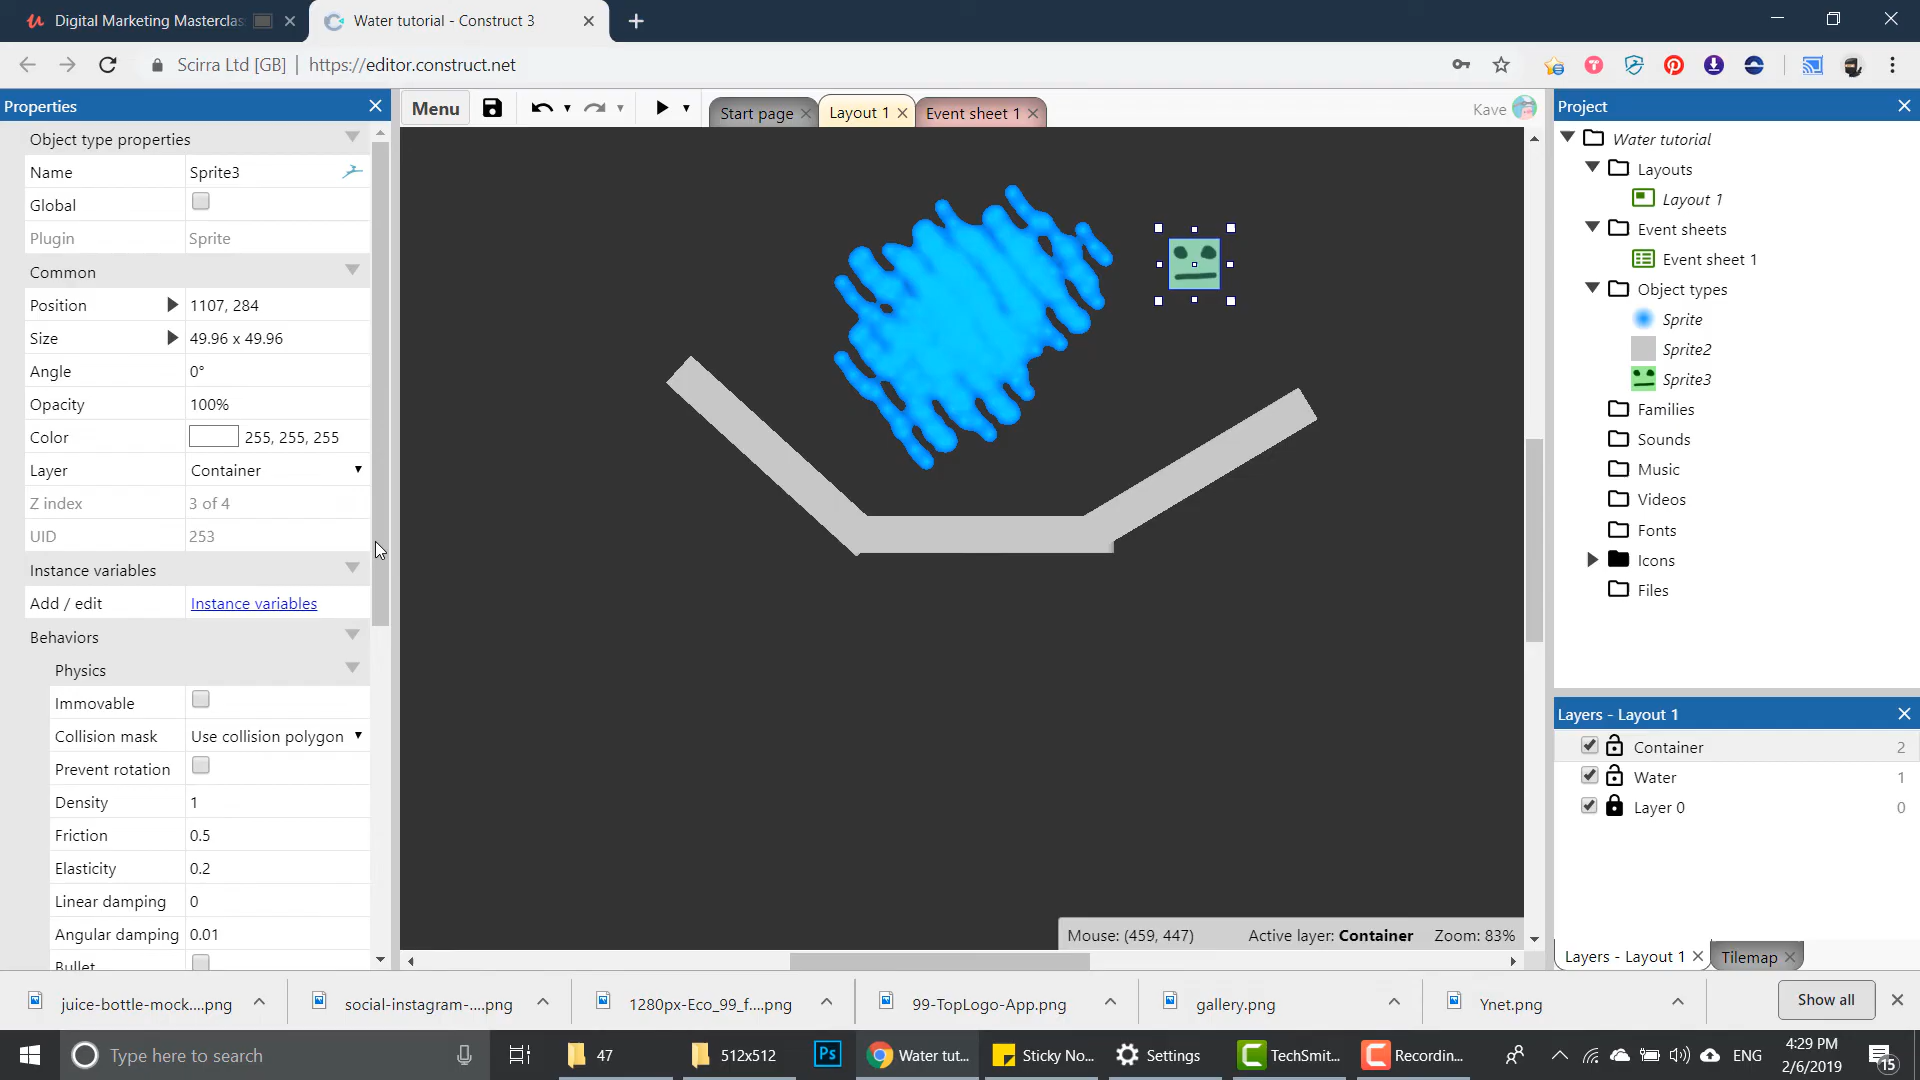 Digital Marketing Masterclas
Water tutorial - Construct 3
Scirra Ltd [GB]
https://editor.construct.net
Properties
Menu
Start page
Layout 1
Event sheet 1
Kave
Project
Object type properties
Name Sprite3
Global
Plugin Sprite
Common
Position 1107, 284
Size 49.96 x 49.96
Angle 0°
Opacity 100%
Color 255, 255, 255
Layer Container
Z index 3 of 4
UID 253
Instance variables
Add / edit Instance variables
Behaviors
Physics
Immovable
Collision mask Use collision polygon
Prevent rotation
Density 1
Friction 0.5
Elasticity 0.2
Linear damping 0
Angular damping 0.01
Bullet
Water tutorial
Layouts
Layout 1
Event sheets
Event sheet 1
Object types
Sprite
Sprite2
Sprite3
Families
Sounds
Music
Videos
Fonts
Icons
Files
Layers - Layout 1
Container 2
Water 1
Layer 0 0
Mouse: (459, 447) Active layer: Container Zoom: 83%
Layers - Layout 1
Tilemap
juice-bottle-mock....png
social-instagram-....png
1280px-Eco_99_f....png
99-TopLogo-App.png
gallery.png
Ynet.png
Show all
Type here to search
47
512x512
Ps
Water tut...
Sticky No...
Settings
TechSmit...
Recordin...
ENG
4:29 PM
2/6/2019
15